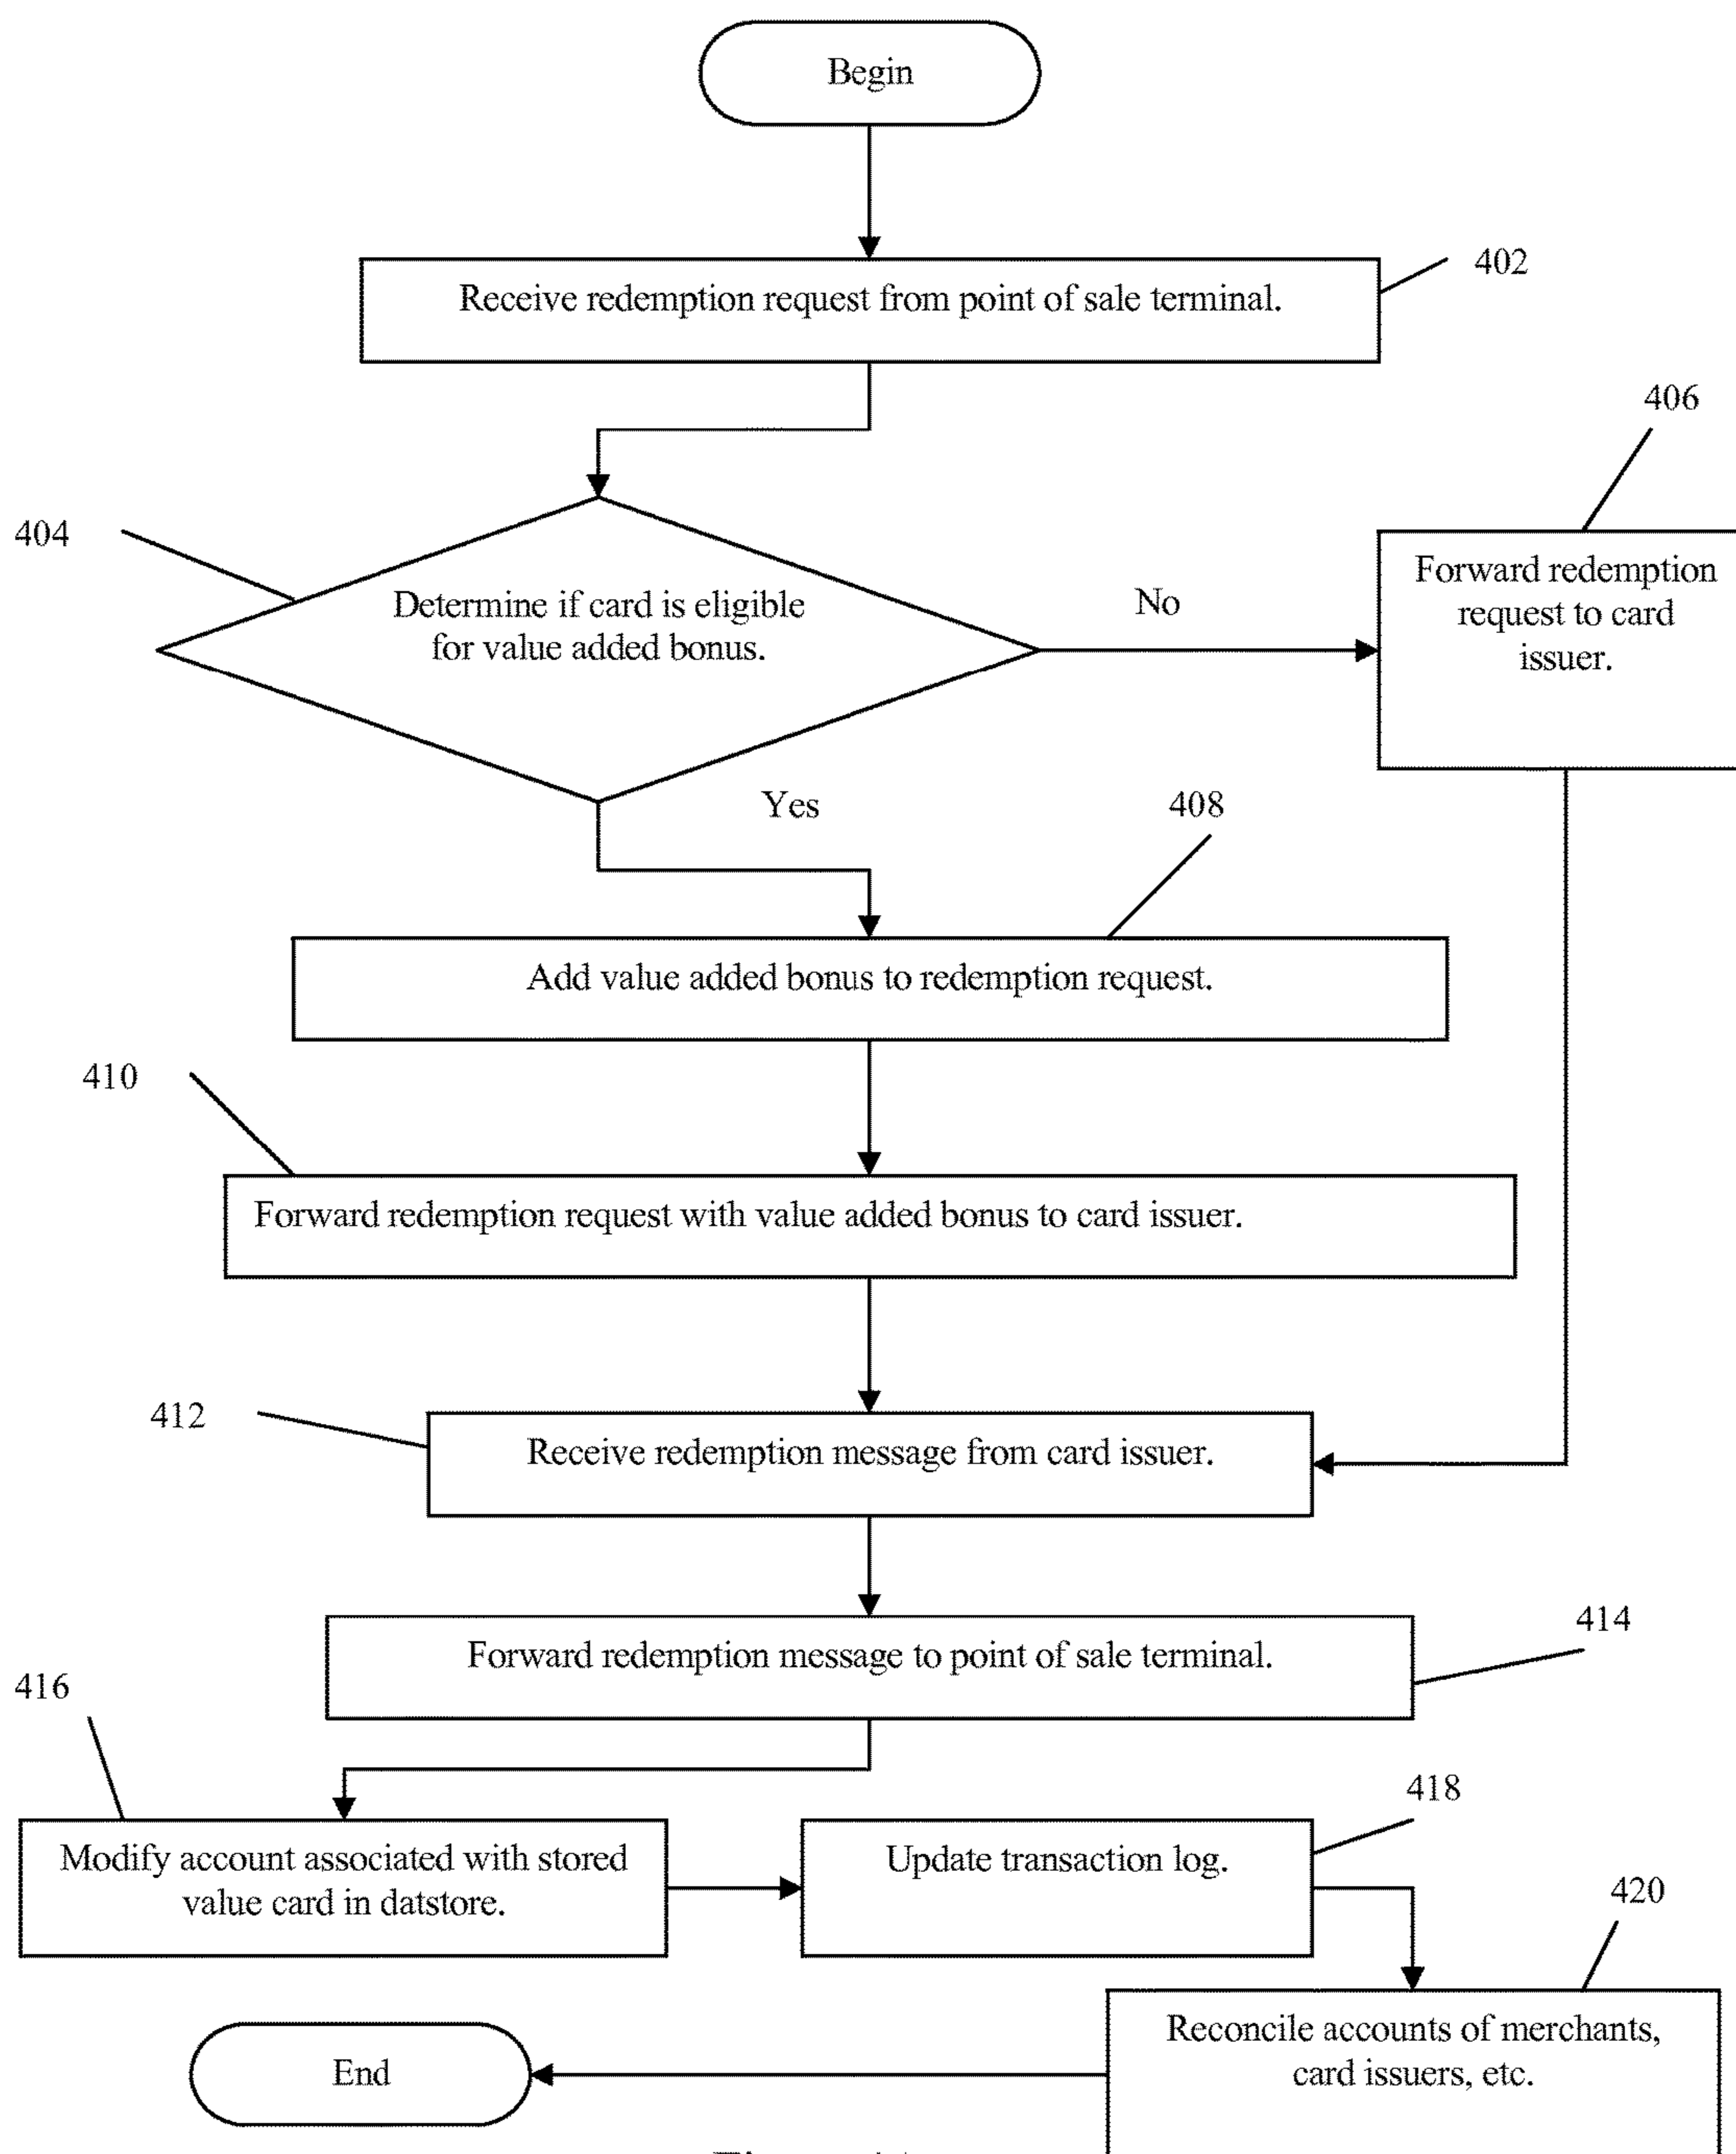 Begin
Receive redemption request from point of sale terminal.
402
406
404
Determine if card is eligible
for value added bonus.
No
Forward redemption
request to card
issuer.
Yes
408
Add value added bonus to redemption request.
410
Forward redemption request with value added bonus to card issuer.
412
Receive redemption message from card issuer.
Forward redemption message to point of sale terminal.
414
416
418
Modify account associated with stored
value card in datstore.
Update transaction log.
420
Reconcile accounts of merchants,
card issuers, etc.
End